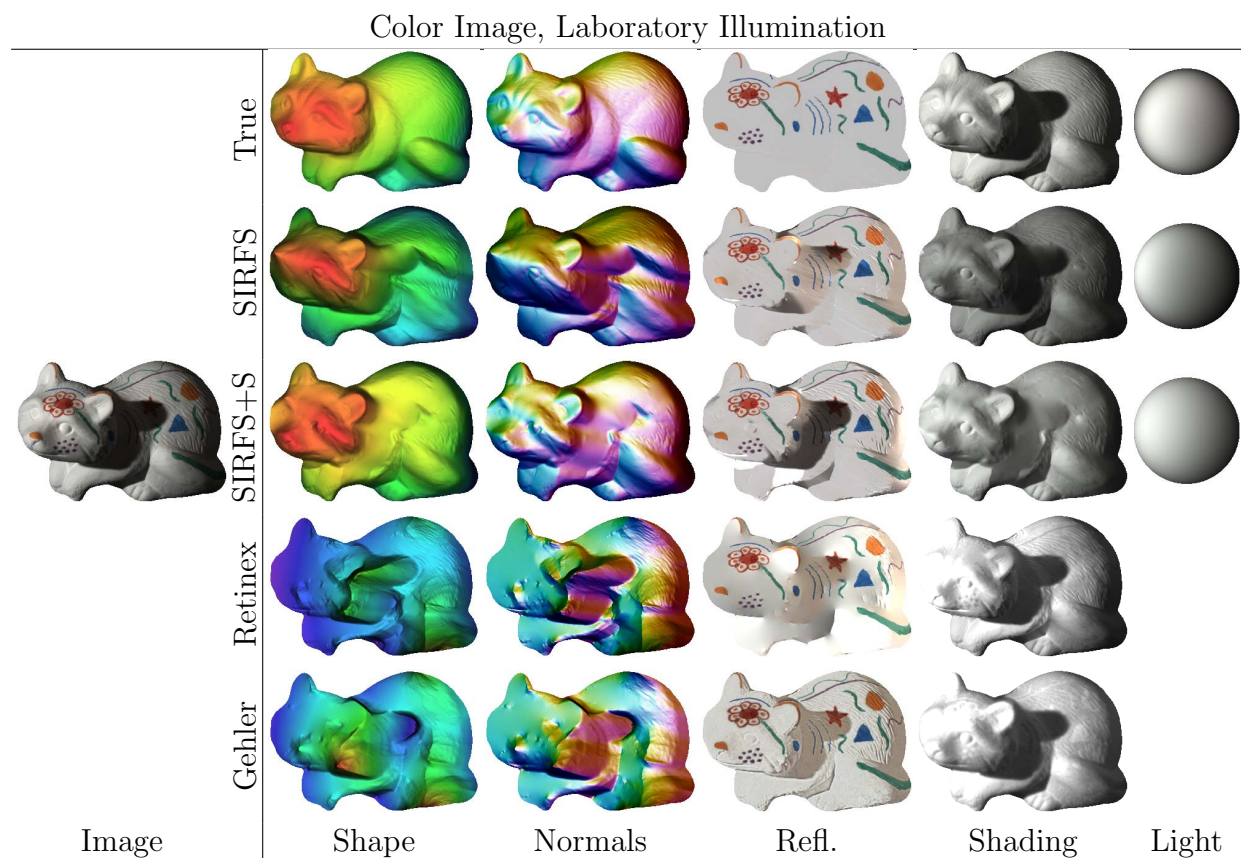 Color Image, Laboratory Illumination
True
SIRFS
SIRFS+S
Retinex
Gehler
Image Shape Normals Refl. Shading Light